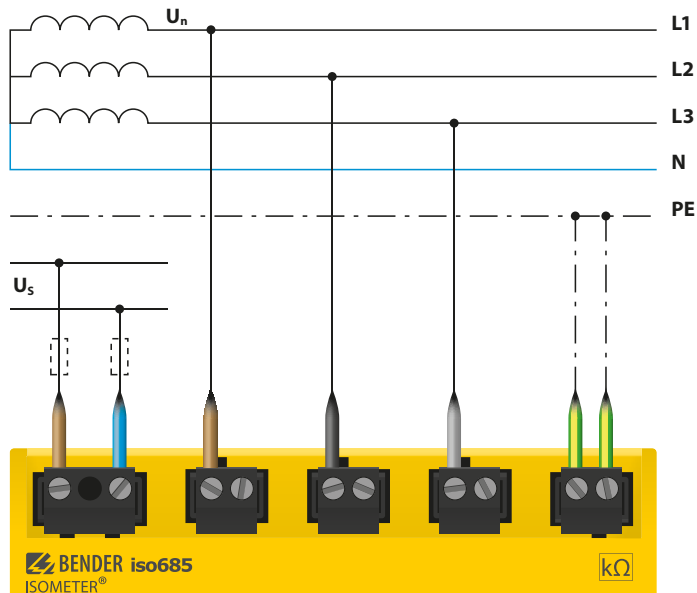 Un
L1
L2
L3
N
PE
Us
BENDER iso685
ISOMETER®
kΩ